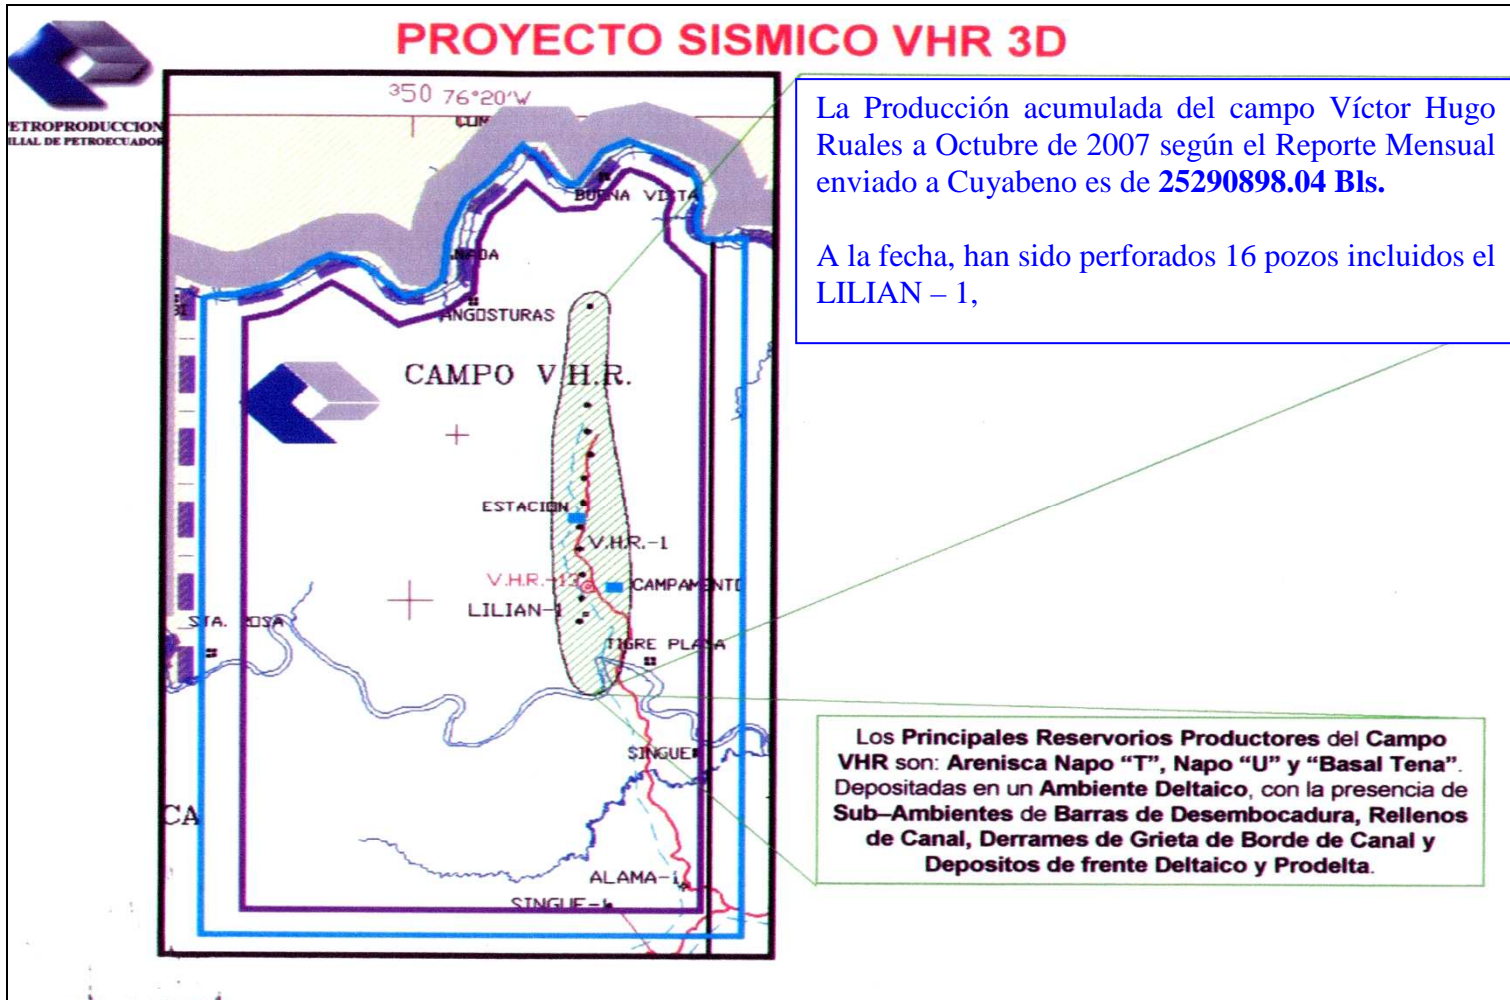 PROYECTO SISMICO VHR 3D
ETROPRODUCCION
ILIAL DE PETROECUADOR
350 76°20'W
La Producción acumulada del campo Víctor Hugo
Ruales a Octubre de 2007 según el Reporte Mensual
enviado a Cuyabeno es de 25290898.04 Bls.
A la fecha, han sido perforados 16 pozos incluidos el
LILIAN – 1,
BUENA VISTA
ANGOSTURAS
CAMPO V.H.R.
ESTACION
V.H.R.-1
V.H.R.-13
CAMPAMENTO
LILIAN-1
STA. ROSA
TIGRE PLAYA
SINGUE
CA
ALAMA-1
SINGUE-1
Los Principales Reservorios Productores del Campo
VHR son: Arenisca Napo “T”, Napo “U” y “Basal Tena”.
Depositadas en un Ambiente Deltaico, con la presencia de
Sub–Ambientes de Barras de Desembocadura, Rellenos
de Canal, Derrames de Grieta de Borde de Canal y
Depositos de frente Deltaico y Prodelta.